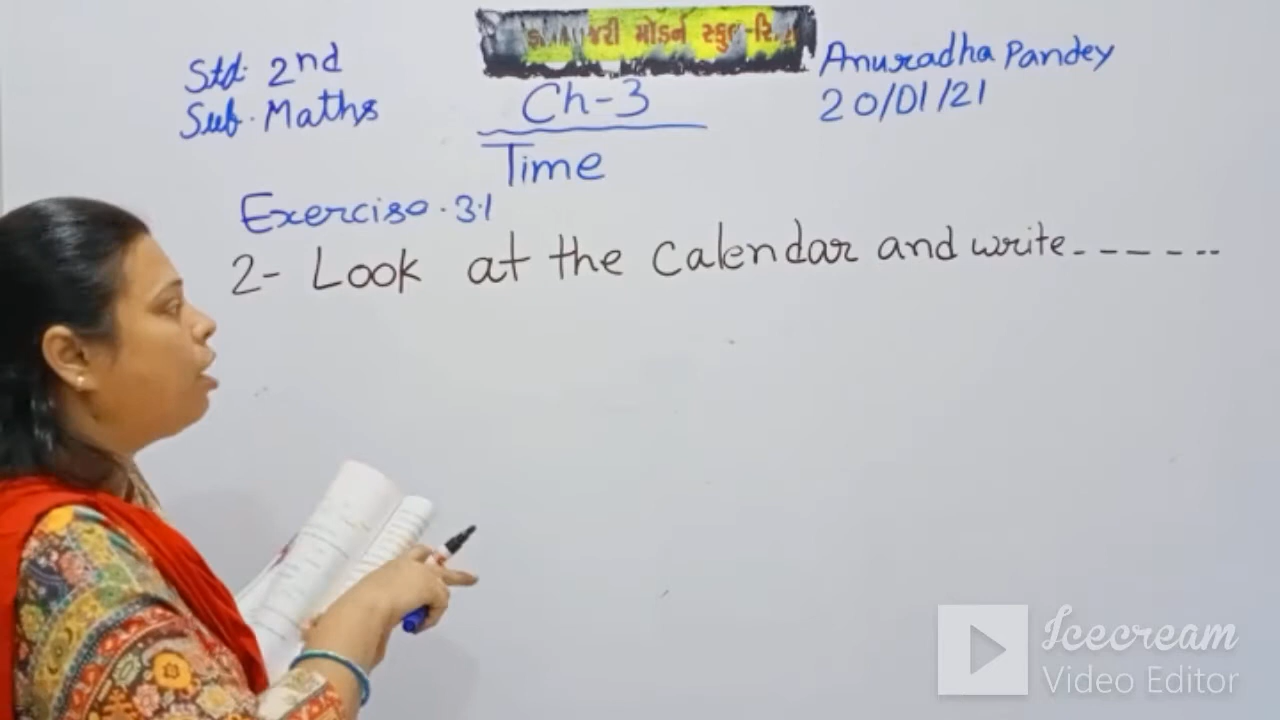 મોડર્ન સ્કુલ
Std: 2nd
Sub. Maths
Ch-3
Time
Anuradha Pandey
20/01/21
Exercise. 3.1
2- Look at the calendar and write------
Icecream
Video Editor